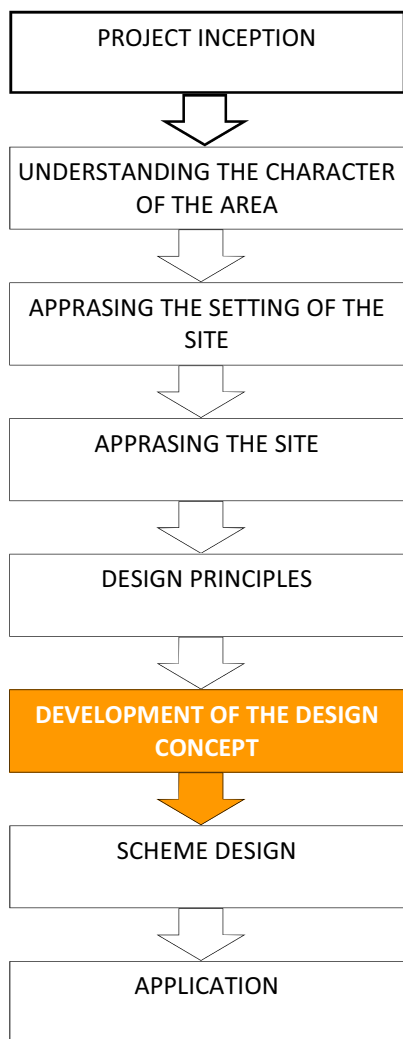 PROJECT INCEPTION
UNDERSTANDING THE CHARACTER
OF THE AREA
APPRASING THE SETTING OF THE
SITE
APPRASING THE SITE
DESIGN PRINCIPLES
DEVELOPMENT OF THE DESIGN
CONCEPT
SCHEME DESIGN
APPLICATION